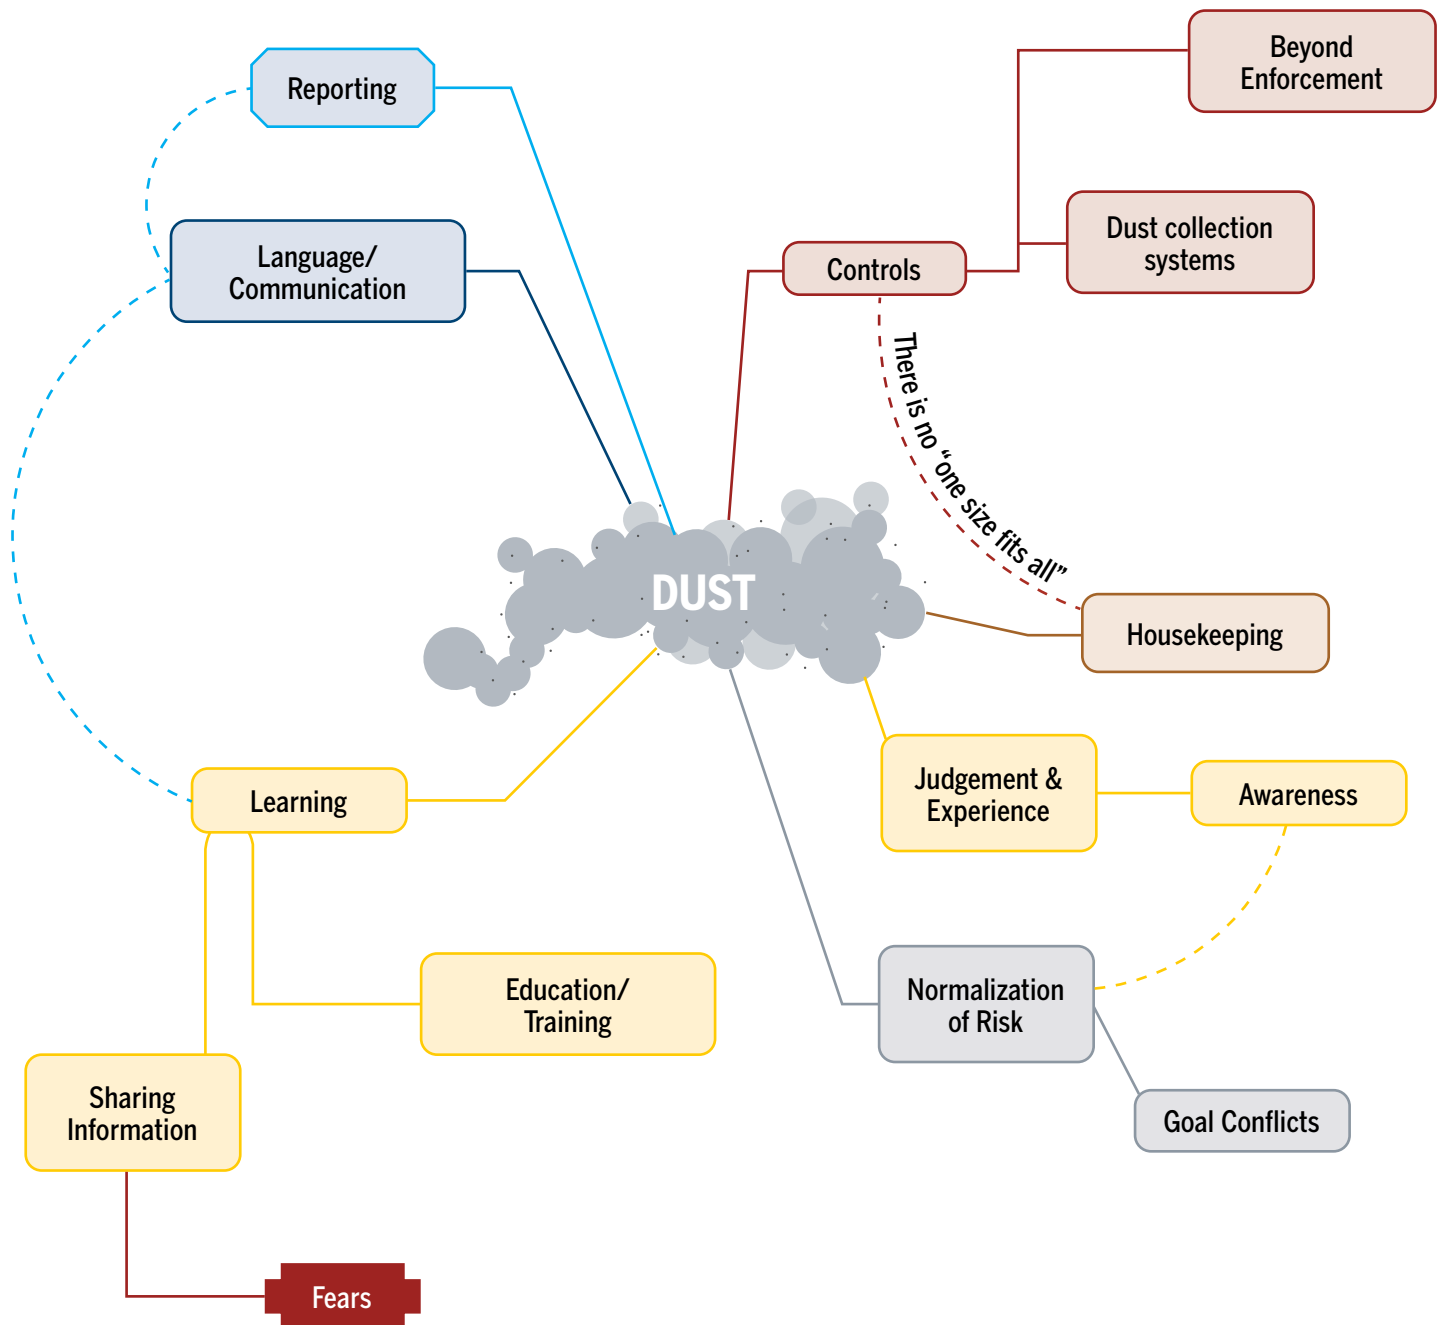 Reporting
Beyond
Enforcement
Language/
Communication
Controls
Dust collection
systems
There is no “one size fits all”
DUST
Housekeeping
Learning
Judgement &
Experience
Awareness
Education/
Training
Normalization
of Risk
Sharing
Information
Goal Conflicts
Fears